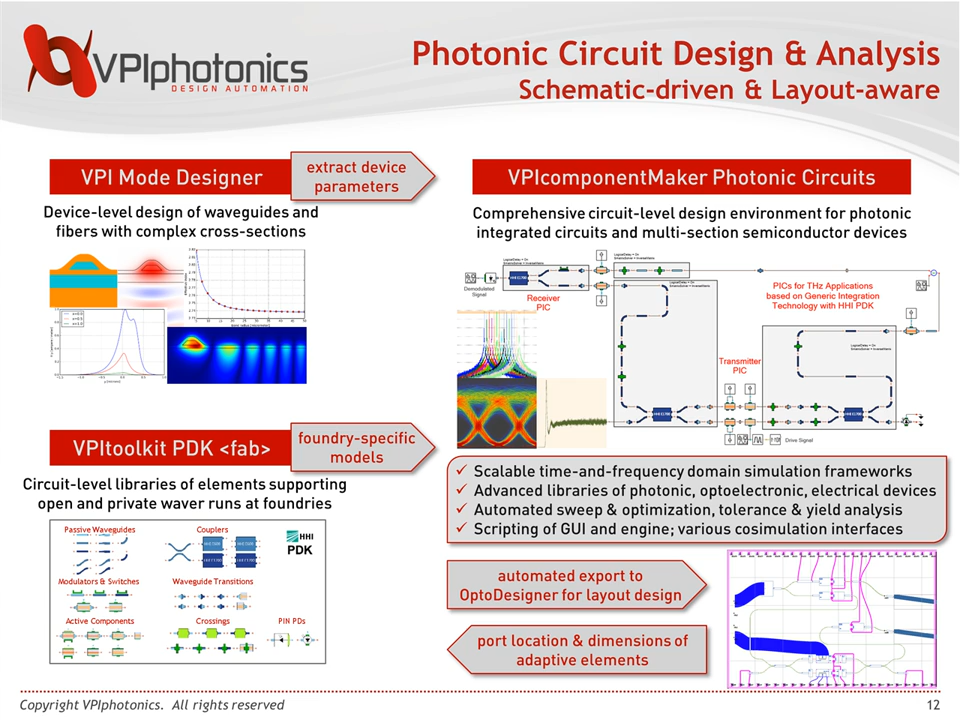 VPIphotonics
DESIGN AUTOMATION
Photonic Circuit Design & Analysis
Schematic-driven & Layout-aware
VPI Mode Designer
extract device
parameters
Device-level design of waveguides and
fibers with complex cross-sections
VPItoolkit PDK <fab>
foundry-specific
models
Circuit-level libraries of elements supporting
open and private waver runs at foundries
Passive Waveguides
Couplers
HHI
PDK
Modulators & Switches
Waveguide Transitions
Active Components
Crossings
PIN PDs
VPIcomponentMaker Photonic Circuits
Comprehensive circuit-level design environment for photonic
integrated circuits and multi-section semiconductor devices
Demodulated
Signal
Receiver
PIC
PICs for THz Applications
based on Generic Integration
Technology with HHI PDK
Transmitter
PIC
Drive Signal
✓ Scalable time-and-frequency domain simulation frameworks
✓ Advanced libraries of photonic, optoelectronic, electrical devices
✓ Automated sweep & optimization, tolerance & yield analysis
✓ Scripting of GUI and engine; various cosimulation interfaces
automated export to
OptoDesigner for layout design
port location & dimensions of
adaptive elements
Copyright VPIphotonics. All rights reserved
12